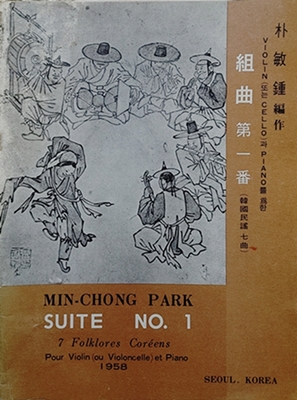 朴敏鍾編作
VIOLIN (또는 CELLO) 과 PIANO를 爲한
組曲 第一番
(韓國民謠七曲)
MIN-CHONG PARK
SUITE NO. 1
7 Folklores Coréens
Pour Violin (ou Violoncelle) et Piano
1958
SEOUL. KOREA